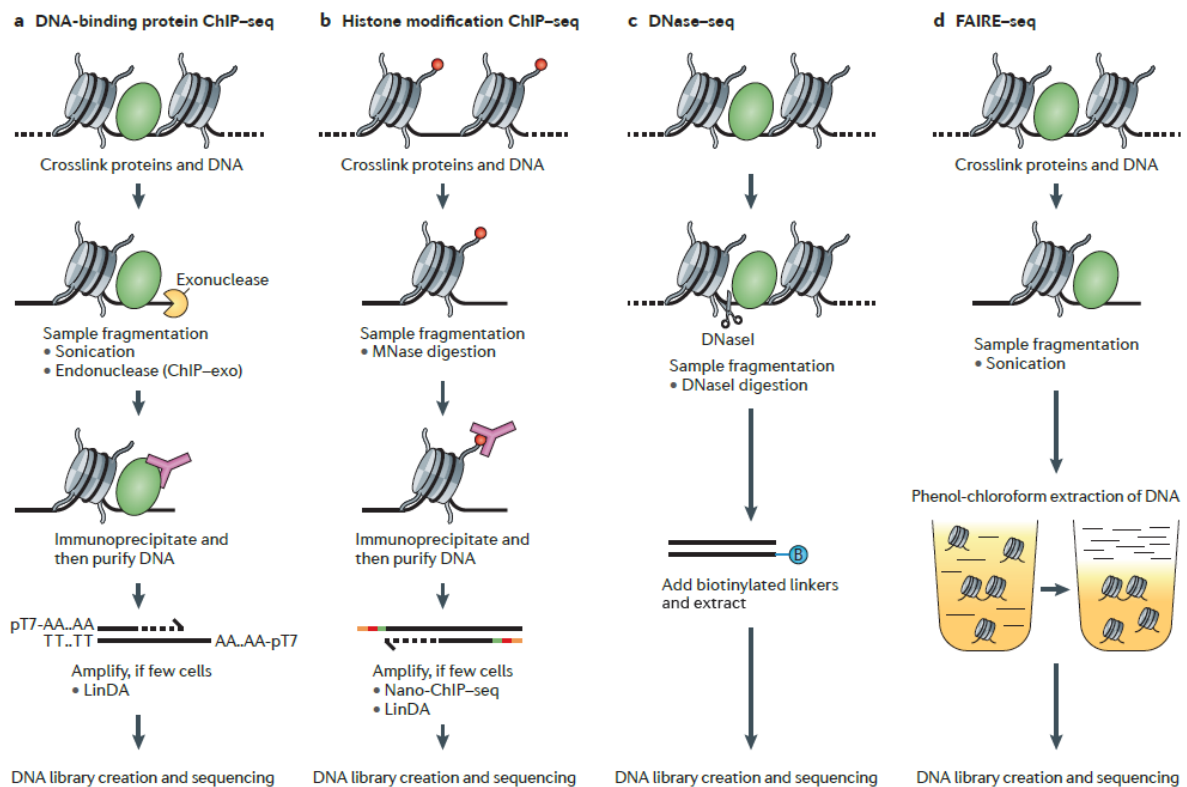 a DNA-binding protein ChIP–seq
Crosslink proteins and DNA
Exonuclease
Sample fragmentation
• Sonication
• Endonuclease (ChIP–exo)
Immunoprecipitate and
then purify DNA
pT7-AA..AA
TT..TT
AA..AA-pT7
Amplify, if few cells
• LinDA
DNA library creation and sequencing
b Histone modification ChIP–seq
Crosslink proteins and DNA
Sample fragmentation
• MNase digestion
Immunoprecipitate and
then purify DNA
Amplify, if few cells
• Nano-ChIP–seq
• LinDA
DNA library creation and sequencing
c DNase–seq
DNaseI
Sample fragmentation
• DNaseI digestion
B
Add biotinylated linkers
and extract
DNA library creation and sequencing
d FAIRE–seq
Crosslink proteins and DNA
Sample fragmentation
• Sonication
Phenol-chloroform extraction of DNA
DNA library creation and sequencing